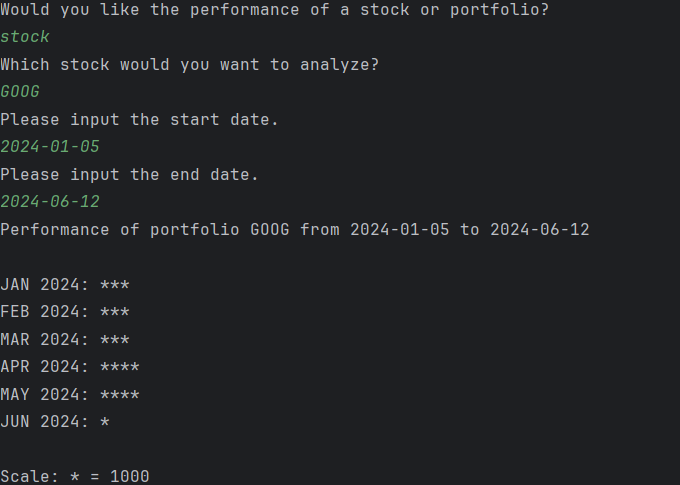 Would you like the performance of a stock or portfolio?
stock
Which stock would you want to analyze?
GOOG
Please input the start date.
2024-01-05
Please input the end date.
2024-06-12
Performance of portfolio GOOG from 2024-01-05 to 2024-06-12
JAN 2024: ***
FEB 2024: ***
MAR 2024: ***
APR 2024: ****
MAY 2024: ****
JUN 2024: *
Scale: * = 1000